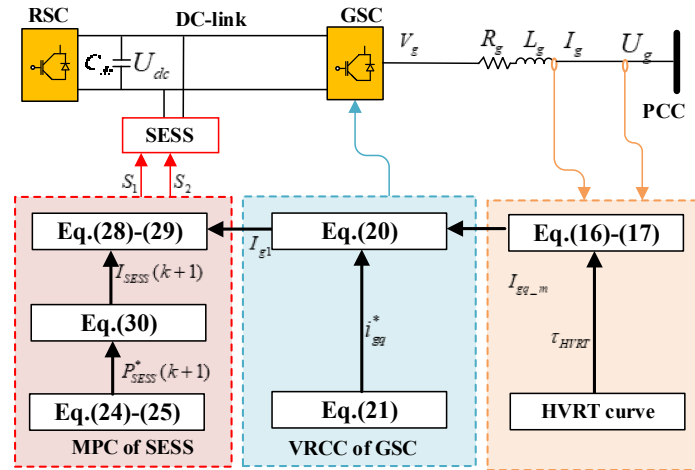 RSC
DC-link
GSC
C
U_dc
V_g
R_g
L_g
I_g
U_g
PCC
SESS
S_1
S_2
Eq.(28)-(29)
I_g1
Eq.(20)
Eq.(16)-(17)
I_SESS(k+1)
I_gq_m
Eq.(30)
i*_gq
τ_HVRT
P*_SESS(k+1)
Eq.(24)-(25)
Eq.(21)
HVRT curve
MPC of SESS
VRCC of GSC